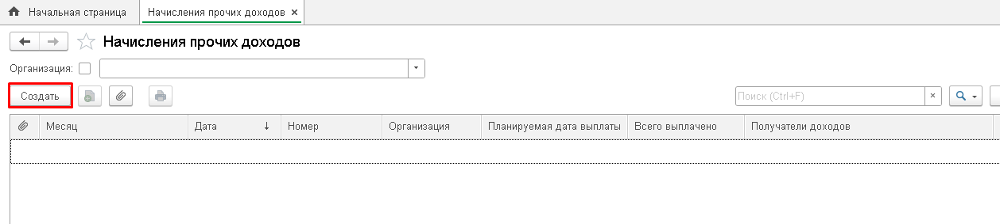 Начальная страница Начисления прочих доходов ×
Начисления прочих доходов
Организация:
Создать Поиск (Ctrl+F) ×
Месяц Дата ↓ Номер Организация Планируемая дата выплаты Всего выплачено Получатели доходов